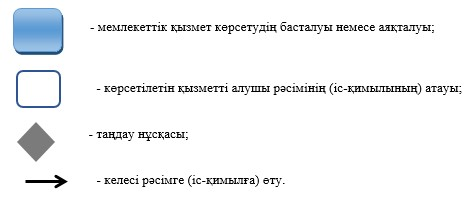 - мемлекеттік қызмет көрсетудің басталуы немесе аяқталуы;
- көрсетілетін қызметті алушы рәсімінің (іс-қимылының) атауы;
- таңдау нұсқасы;
- келесі рәсімге (іс-қимылға) өту.